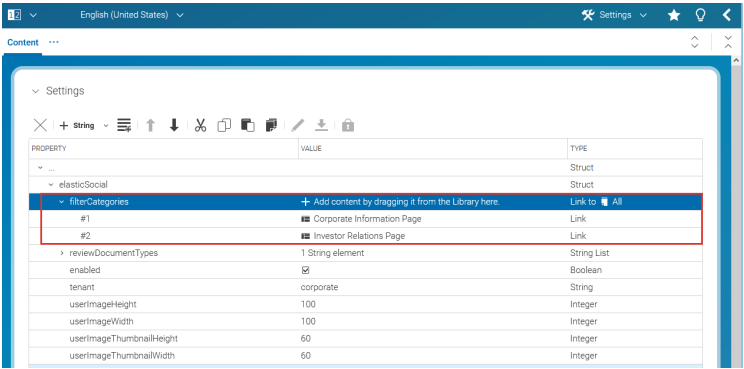 12 English (United States) Settings
Content ...
Settings
+ String
PROPERTY VALUE TYPE
... Struct
elasticSocial Struct
filterCategories + Add content by dragging it from the Library here. Link to All
#1 Corporate Information Page Link
#2 Investor Relations Page Link
reviewDocumentTypes 1 String element String List
enabled Boolean
tenant corporate String
userImageHeight 100 Integer
userImageWidth 100 Integer
userImageThumbnailHeight 60 Integer
userImageThumbnailWidth 60 Integer